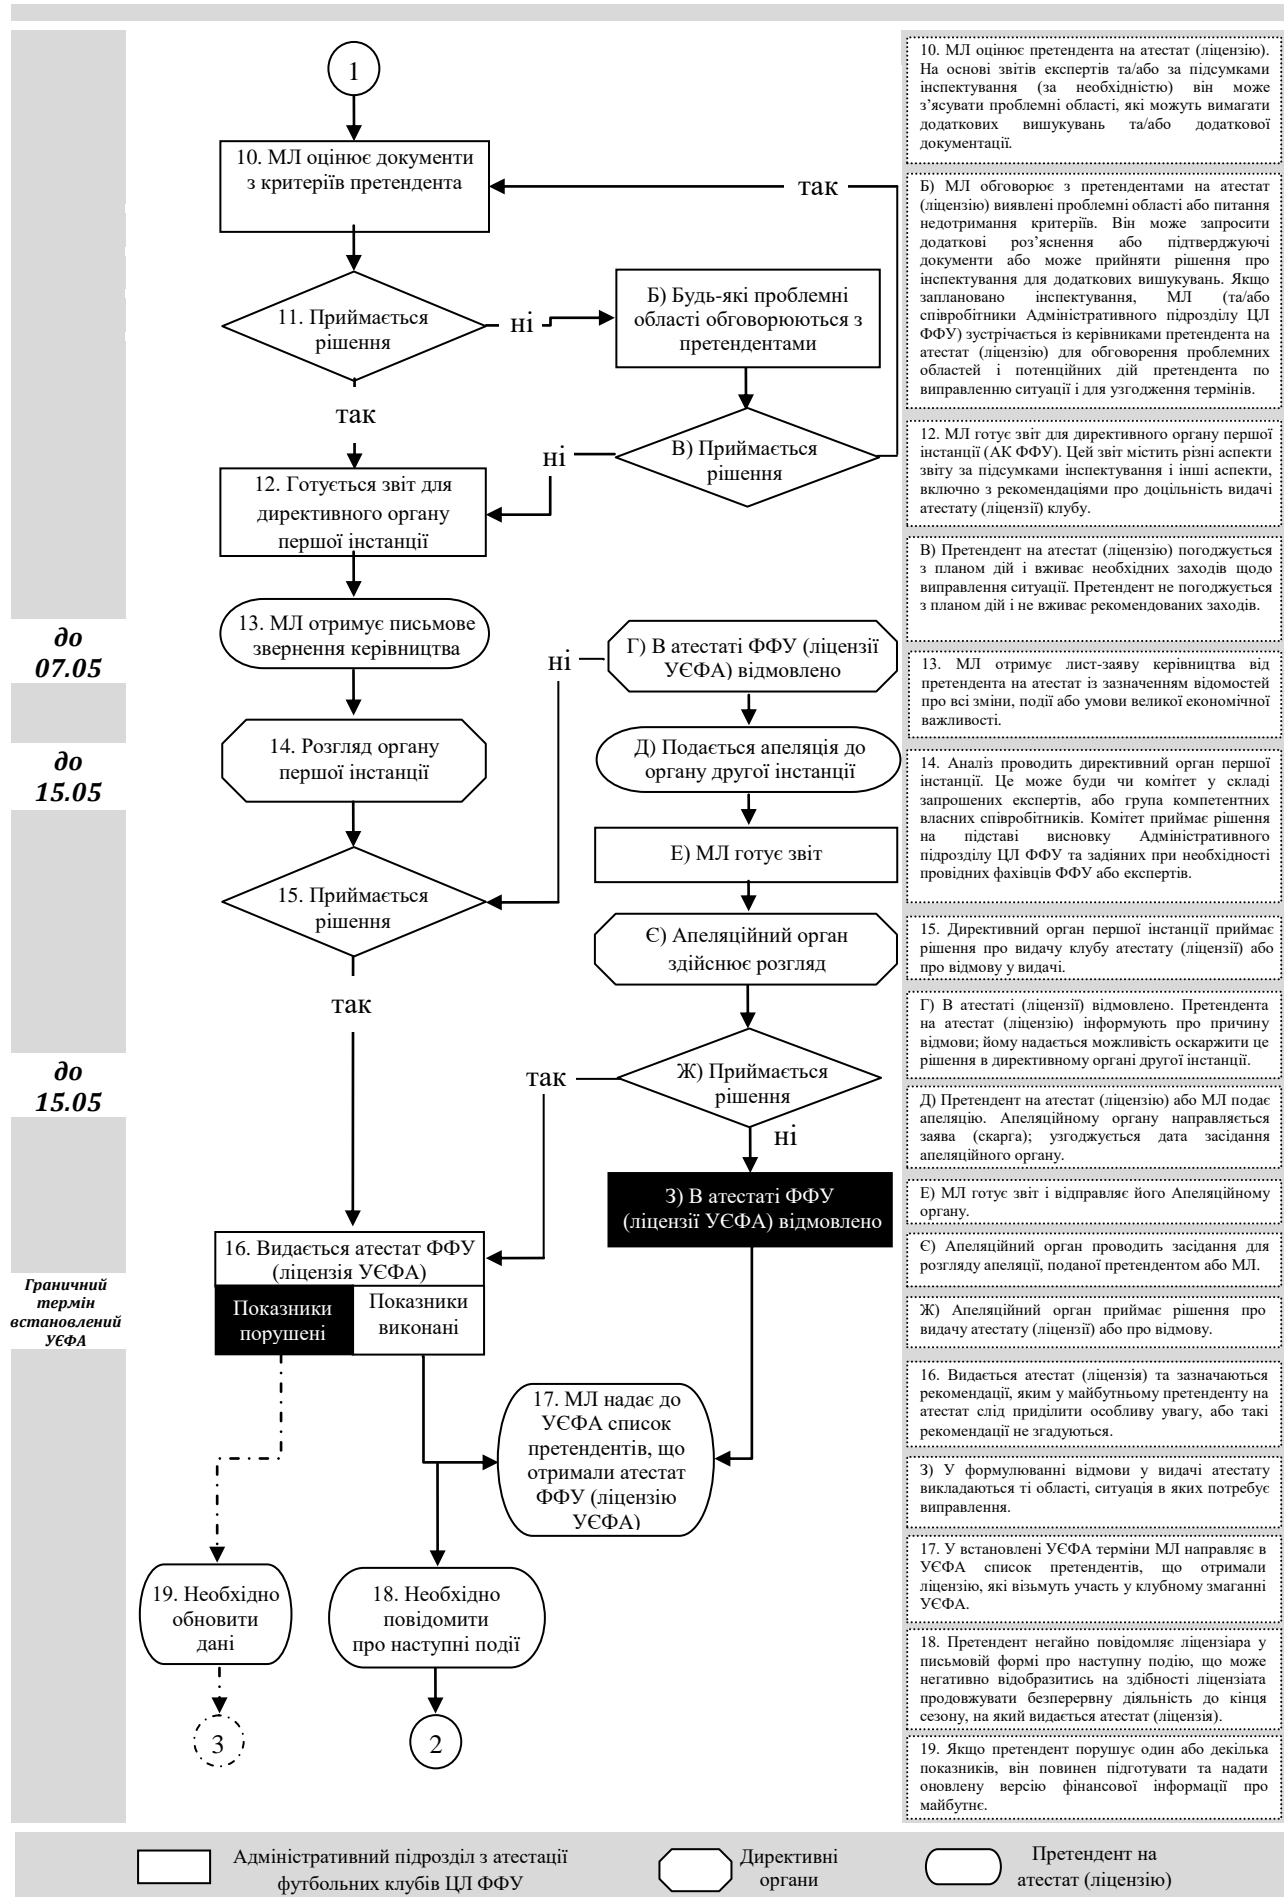 1
10. МЛ оцінює документи
з критеріїв претендента
так
11. Приймається
рішення
ні
Б) Будь-які проблемні
області обговорюються з
претендентами
так
В) Приймається
рішення
ні
12. Готується звіт для
директивного органу
першої інстанції
13. МЛ отримує письмове
звернення керівництва
до
07.05
ні
Г) В атестаті ФФУ (ліцензії
УЄФА) відмовлено
14. Розгляд органу
першої інстанції
до
15.05
Д) Подається апеляція до
органу другої інстанції
Е) МЛ готує звіт
15. Приймається
рішення
Є) Апеляційний орган
здійснює розгляд
так
до
15.05
так
Ж) Приймається
рішення
ні
З) В атестаті ФФУ
(ліцензії УЄФА) відмовлено
16. Видається атестат ФФУ
(ліцензія УЄФА)
Показники
порушені
Показники
виконані
Граничний
термін
встановлений
УЄФА
17. МЛ надає до
УЄФА список
претендентів, що
отримали атестат
ФФУ (ліцензію
УЄФА)
19. Необхідно
обновити
дані
18. Необхідно
повідомити
про наступні події
3
2
10. МЛ оцінює претендента на атестат (ліцензію).
На основі звітів експертів та/або за підсумками
інспектування (за необхідністю) він може
з’ясувати проблемні області, які можуть вимагати
додаткових вишукувань та/або додаткової
документації.
Б) МЛ обговорює з претендентами на атестат
(ліцензію) виявлені проблемні області або питання
недотримання критеріїв. Він може запросити
додаткові роз’яснення або підтверджуючі
документи або може прийняти рішення про
інспектування для додаткових вишукувань. Якщо
заплановано інспектування, МЛ (та/або
співробітники Адміністративного підрозділу ЦЛ
ФФУ) зустрічається із керівниками претендента на
атестат (ліцензію) для обговорення проблемних
областей і потенційних дій претендента по
виправленню ситуації і для узгодження термінів.
12. МЛ готує звіт для директивного органу першої
інстанції (АК ФФУ). Цей звіт містить різні аспекти
звіту за підсумками інспектування і інші аспекти,
включно з рекомендаціями про доцільність видачі
атестату (ліцензії) клубу.
В) Претендент на атестат (ліцензію) погоджується
з планом дій і вживає необхідних заходів щодо
виправлення ситуації. Претендент не погоджується
з планом дій і не вживає рекомендованих заходів.
13. МЛ отримує лист-заяву керівництва від
претендента на атестат із зазначенням відомостей
про всі зміни, події або умови великої економічної
важливості.
14. Аналіз проводить директивний орган першої
інстанції. Це може буди чи комітет у складі
запрошених експертів, або група компетентних
власних співробітників. Комітет приймає рішення
на підставі висновку Адміністративного
підрозділу ЦЛ ФФУ та задіяних при необхідності
провідних фахівців ФФУ або експертів.
15. Директивний орган першої інстанції приймає
рішення про видачу клубу атестату (ліцензії) або
про відмову у видачі.
Г) В атестаті (ліцензії) відмовлено. Претендента
на атестат (ліцензію) інформують про причину
відмови; йому надається можливість оскаржити це
рішення в директивному органі другої інстанції.
Д) Претендент на атестат (ліцензію) або МЛ подає
апеляцію. Апеляційному органу направляється
заява (скарга); узгоджується дата засідання
апеляційного органу.
Е) МЛ готує звіт і відправляє його Апеляційному
органу.
Є) Апеляційний орган проводить засідання для
розгляду апеляції, поданої претендентом або МЛ.
Ж) Апеляційний орган приймає рішення про
видачу атестату (ліцензії) або про відмову.
16. Видається атестат (ліцензія) та зазначаються
рекомендації, яким у майбутньому претенденту на
атестат слід приділити особливу увагу, або такі
рекомендації не згадуються.
З) У формулюванні відмови у видачі атестату
викладаються ті області, ситуація в яких потребує
виправлення.
17. У встановлені УЄФА терміни МЛ направляє в
УЄФА список претендентів, що отримали
ліцензію, які візьмуть участь у клубному змаганні
УЄФА.
18. Претендент негайно повідомляє ліцензіара у
письмовій формі про наступну подію, що може
негативно відобразитись на здібності ліцензіата
продовжувати безперервну діяльність до кінця
сезону, на який видається атестат (ліцензія).
19. Якщо претендент порушує один або декілька
показників, він повинен підготувати та надати
оновлену версію фінансової інформації про
майбутнє.
Адміністративний підрозділ з атестації
футбольних клубів ЦЛ ФФУ
Директивні
органи
Претендент на
атестат (ліцензію)